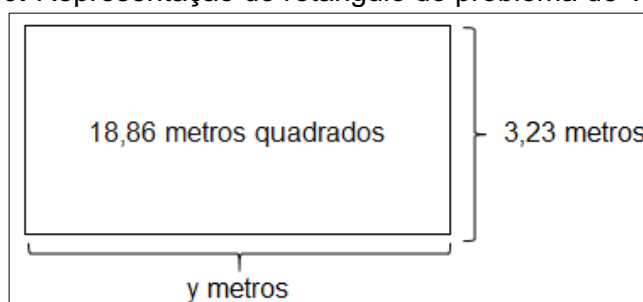 Representação do retângulo do problema de
18,86 metros quadrados
3,23 metros
y metros